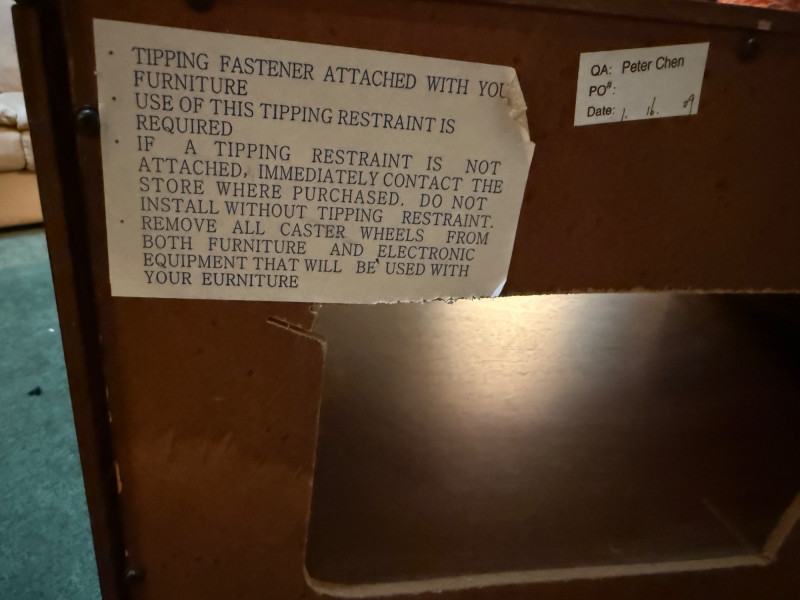 · TIPPING FASTENER ATTACHED WITH YOU
FURNITURE
· USE OF THIS TIPPING RESTRAINT IS
REQUIRED
· IF A TIPPING RESTRAINT IS NOT
ATTACHED, IMMEDIATELY CONTACT THE
STORE WHERE PURCHASED. DO NOT
INSTALL WITHOUT TIPPING RESTRAINT.
· REMOVE ALL CASTER WHEELS FROM
BOTH FURNITURE AND ELECTRONIC
EQUIPMENT THAT WILL BE USED WITH
YOUR EURNITURE
QA: Peter Chen
PO#:
Date: 1. 16. 09